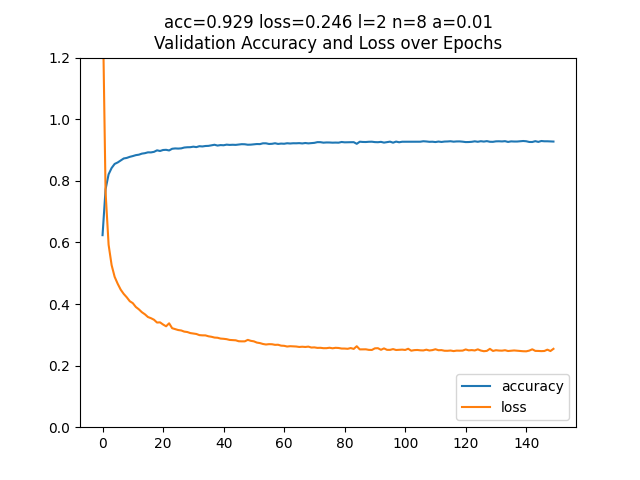 acc=0.929 loss=0.246 l=2 n=8 a=0.01
Validation Accuracy and Loss over Epochs
1.2
1.0
0.8
0.6
0.4
0.2
0.0
accuracy
loss
0 20 40 60 80 100 120 140